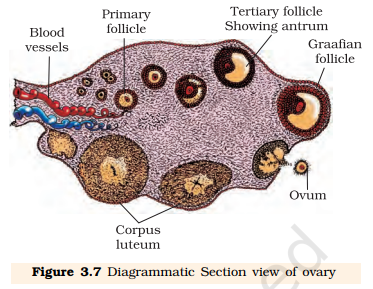 Primary
follicle
Tertiary follicle
Showing antrum
Blood
vessels
Graafian
follicle
Ovum
Corpus
luteum
Figure 3.7 Diagrammatic Section view of ovary